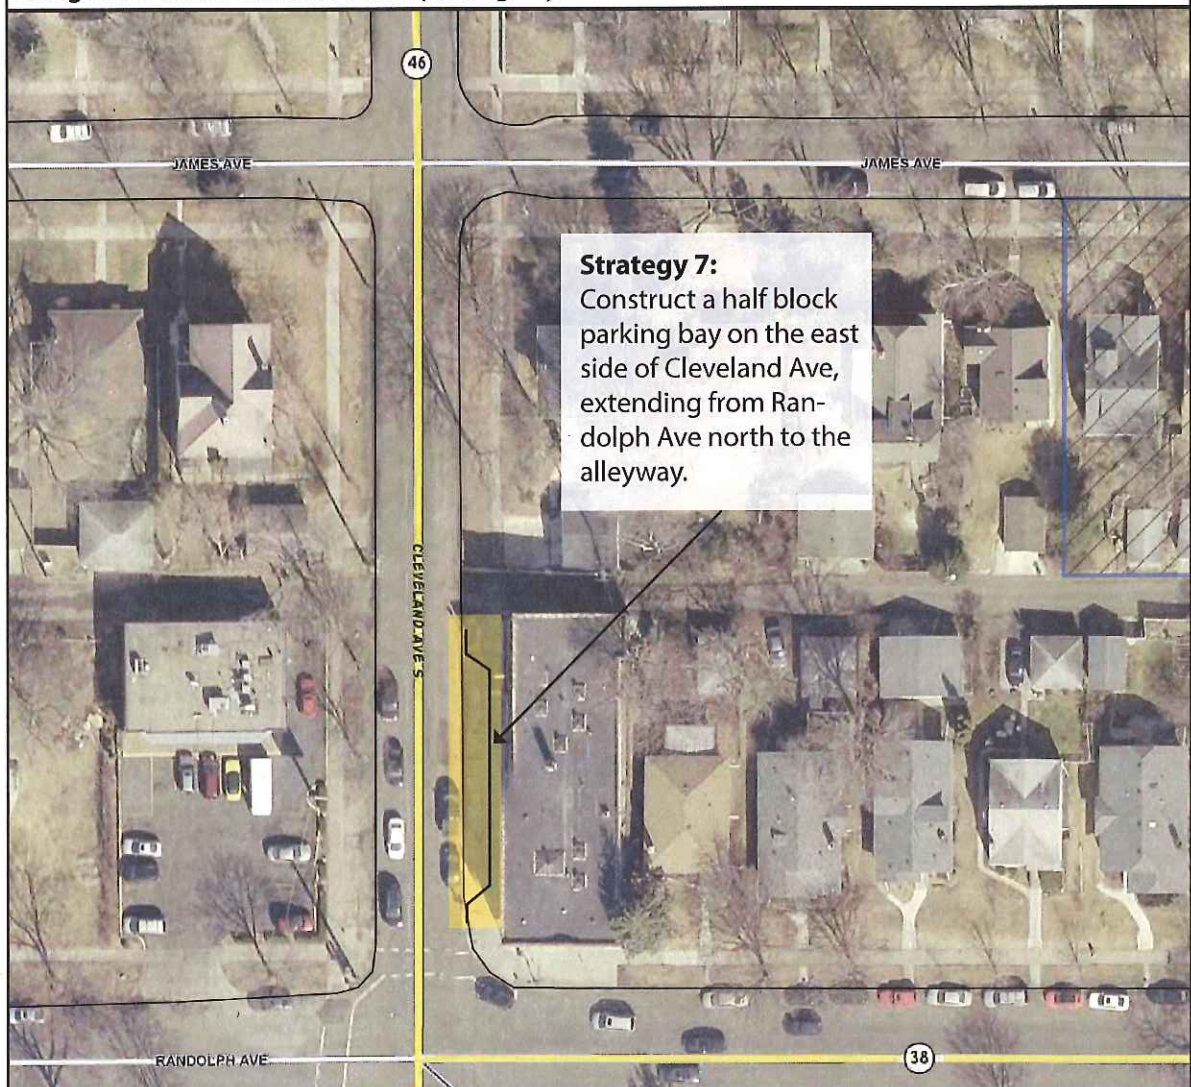 46
JAMES AVE
JAMES AVE
Strategy 7:
Construct a half block
parking bay on the east
side of Cleveland Ave,
extending from Ran-
dolph Ave north to the
alleyway.
CLEVELAND AVE S
RANDOLPH AVE
38